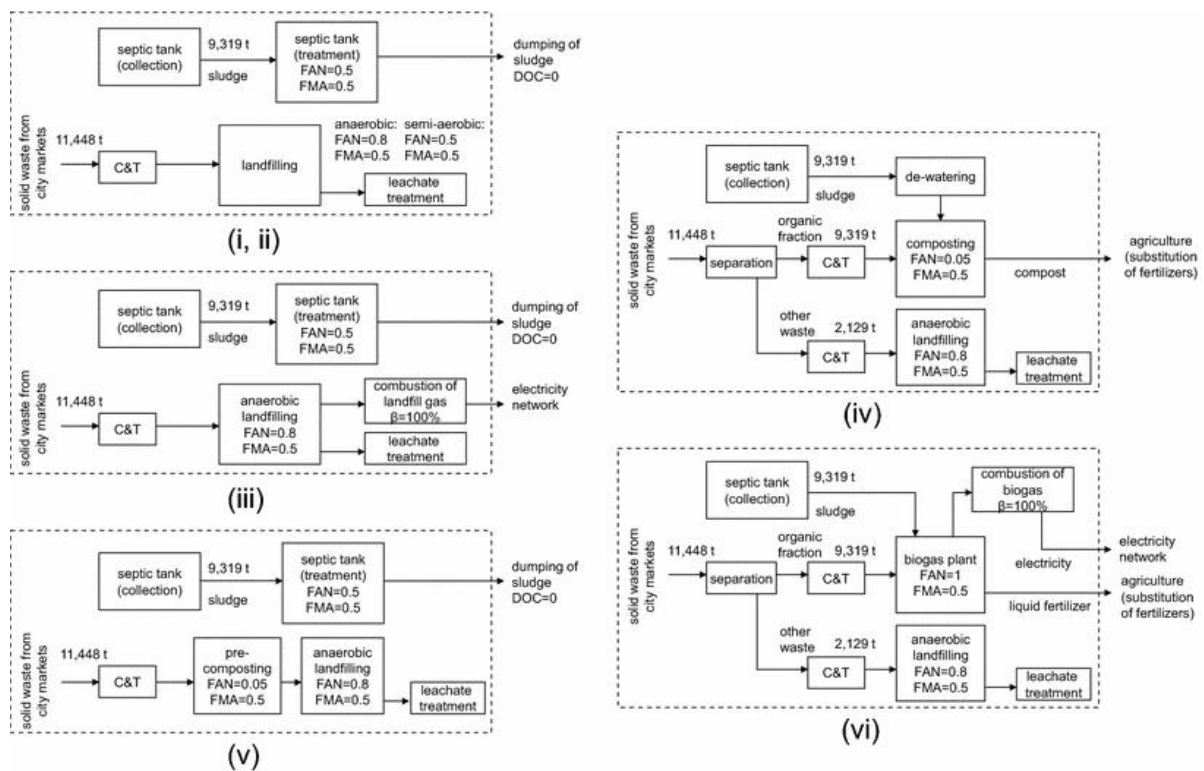 septic tank
(collection)
9,319 t
sludge
septic tank
(treatment)
FAN=0.5
FMA=0.5
dumping of
sludge
DOC=0
solid waste from
city markets
11,448 t
C&T
landfilling
anaerobic:
FAN=0.8
FMA=0.5
semi-aerobic:
FAN=0.5
FMA=0.5
leachate
treatment
(i, ii)
septic tank
(collection)
9,319 t
sludge
septic tank
(treatment)
FAN=0.5
FMA=0.5
dumping of
sludge
DOC=0
solid waste from
city markets
11,448 t
C&T
anaerobic
landfilling
FAN=0.8
FMA=0.5
combustion of
landfill gas
β=100%
electricity
network
leachate
treatment
(iii)
septic tank
(collection)
9,319 t
sludge
septic tank
(treatment)
FAN=0.5
FMA=0.5
dumping of
sludge
DOC=0
solid waste from
city markets
11,448 t
C&T
pre-
composting
FAN=0.05
FMA=0.5
anaerobic
landfilling
FAN=0.8
FMA=0.5
leachate
treatment
(v)
septic tank
(collection)
9,319 t
sludge
de-watering
solid waste from
city markets
11,448 t
separation
organic
fraction
9,319 t
C&T
composting
FAN=0.05
FMA=0.5
compost
agriculture
(substitution
of fertilizers)
other
waste
2,129 t
C&T
anaerobic
landfilling
FAN=0.8
FMA=0.5
leachate
treatment
(iv)
septic tank
(collection)
9,319 t
sludge
combustion of
biogas
β=100%
solid waste from
city markets
11,448 t
separation
organic
fraction
9,319 t
C&T
biogas plant
FAN=1
FMA=0.5
electricity
electricity
network
liquid fertilizer
agriculture
(substitution
of fertilizers)
other
waste
2,129 t
C&T
anaerobic
landfilling
FAN=0.8
FMA=0.5
leachate
treatment
(vi)